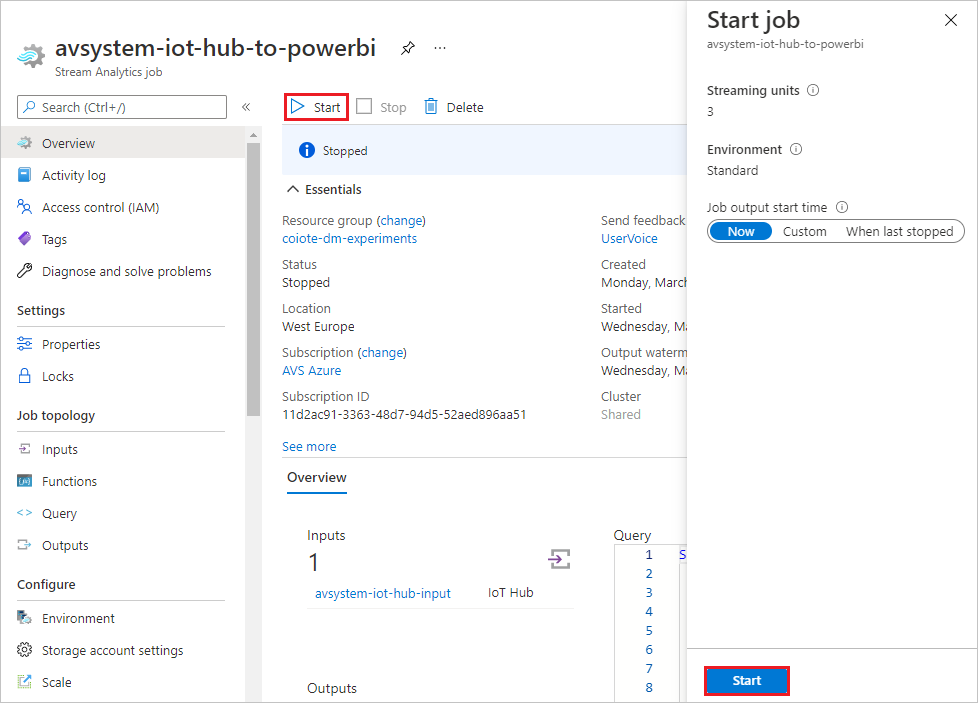 avsystem-iot-hub-to-powerbi
Stream Analytics job
Search (Ctrl+/)
Overview
Activity log
Access control (IAM)
Tags
Diagnose and solve problems
Settings
Properties
Locks
Job topology
Inputs
Functions
Query
Outputs
Configure
Environment
Storage account settings
Scale
Start
Stop
Delete
Stopped
Essentials
Resource group (change)
coiote-dm-experiments
Status
Stopped
Location
West Europe
Subscription (change)
AVS Azure
Subscription ID
11d2ac91-3363-48d7-94d5-52aed896aa51
See more
Send feedback
UserVoice
Created
Monday, March
Started
Wednesday, Ma
Output waterm
Wednesday, Ma
Cluster
Shared
Overview
Inputs
1
avsystem-iot-hub-input IoT Hub
Outputs
Query
1 S
2
3
4
5
6
7
8
Start job
avsystem-iot-hub-to-powerbi
Streaming units
3
Environment
Standard
Job output start time
Now Custom When last stopped
Start